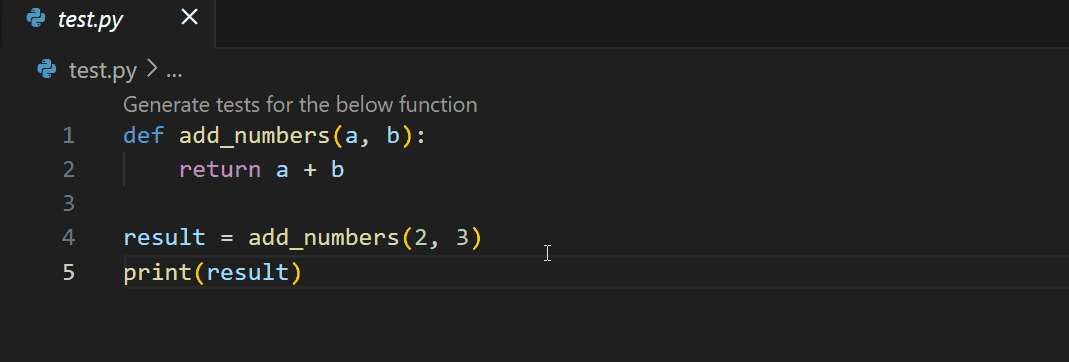 test.py
test.py > ...
Generate tests for the below function
1 def add_numbers(a, b):
2     return a + b
3
4 result = add_numbers(2, 3)
5 print(result)